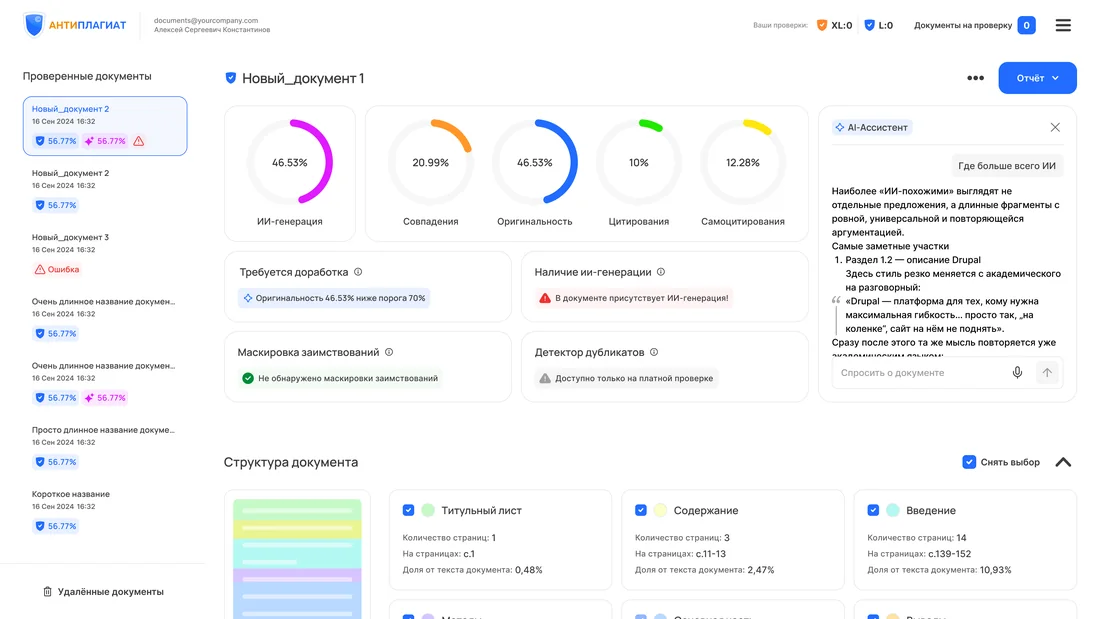 АНТИПЛАГИАТ
documents@yourcompany.com
Алексей Сергеевич Константинов
Ваши проверки:
XL:0
L:0
Документы на проверку
0
Проверенные документы
Новый_документ 2
16 Сен 2024 16:32
56.77%
56.77%
Новый_документ 2
16 Сен 2024 16:32
56.77%
Новый_документ 3
16 Сен 2024 16:32
Ошибка
Очень длинное название докумен...
16 Сен 2024 16:32
56.77%
Очень длинное название докумен...
16 Сен 2024 16:32
56.77%
56.77%
Просто длинное название докуме...
16 Сен 2024 16:32
56.77%
Короткое название
16 Сен 2024 16:32
56.77%
Удалённые документы
Новый_документ 1
Отчёт
46.53%
ИИ-генерация
20.99%
Совпадения
46.53%
Оригинальность
10%
Цитирования
12.28%
Самоцитирования
Требуется доработка
Оригинальность 46.53% ниже порога 70%
Наличие ии-генерации
В документе присутствует ИИ-генерация!
Маскировка заимствований
Не обнаружено маскировки заимствований
Детектор дубликатов
Доступно только на платной проверке
AI-Ассистент
Где больше всего ИИ
Наиболее «ИИ-похожими» выглядят не
отдельные предложения, а длинные фрагменты с
ровной, универсальной и повторяющейся
аргументацией.
Самые заметные участки
1. Раздел 1.2 — описание Drupal
Здесь стиль резко меняется с академического
на разговорный:
«Drupal — платформа для тех, кому нужна
максимальная гибкость... просто так, „на
коленке", сайт на нём не поднять».
Сразу после этого та же мысль повторяется уже
академическим языком:
Спросить о документе
Структура документа
Снять выбор
Титульный лист
Количество страниц: 1
На страницах: с.1
Доля от текста документа: 0,48%
Содержание
Количество страниц: 3
На страницах: с.11-13
Доля от текста документа: 2,47%
Введение
Количество страниц: 14
На страницах: с.139-152
Доля от текста документа: 10,93%